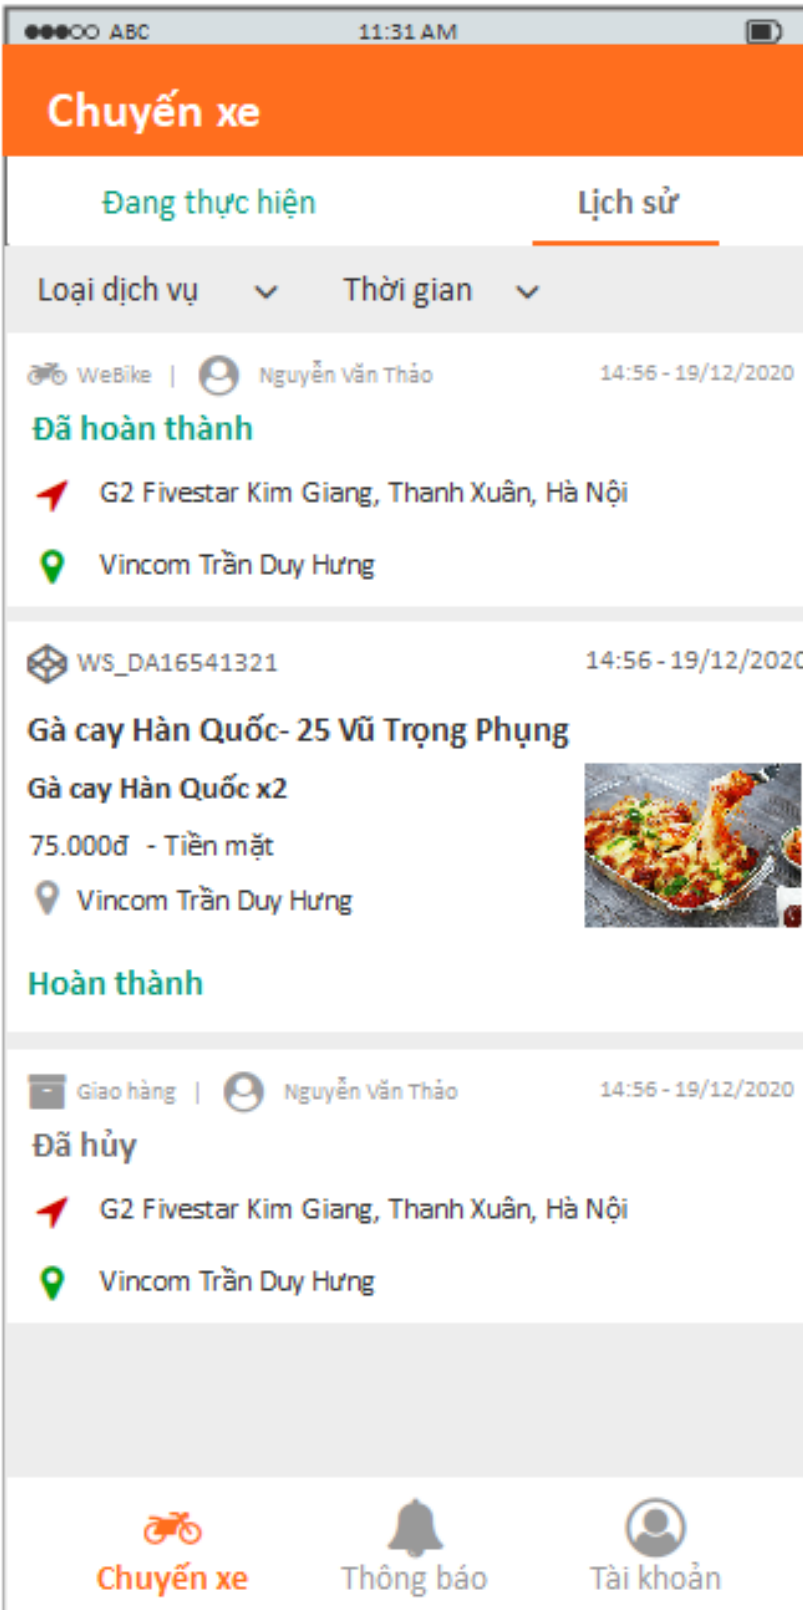 ABC 11:31 AM
Chuyến xe
Đang thực hiện Lịch sử
Loại dịch vụ Thời gian
WeBike | Nguyễn Văn Thảo 14:56 - 19/12/2020
Đã hoàn thành
G2 Fivestar Kim Giang, Thanh Xuân, Hà Nội
Vincom Trần Duy Hưng
WS_DA16541321 14:56 - 19/12/2020
Gà cay Hàn Quốc- 25 Vũ Trọng Phụng
Gà cay Hàn Quốc x2
75.000đ - Tiền mặt
Vincom Trần Duy Hưng
Hoàn thành
Giao hàng | Nguyễn Văn Thảo 14:56 - 19/12/2020
Đã hủy
G2 Fivestar Kim Giang, Thanh Xuân, Hà Nội
Vincom Trần Duy Hưng
Chuyến xe Thông báo Tài khoản